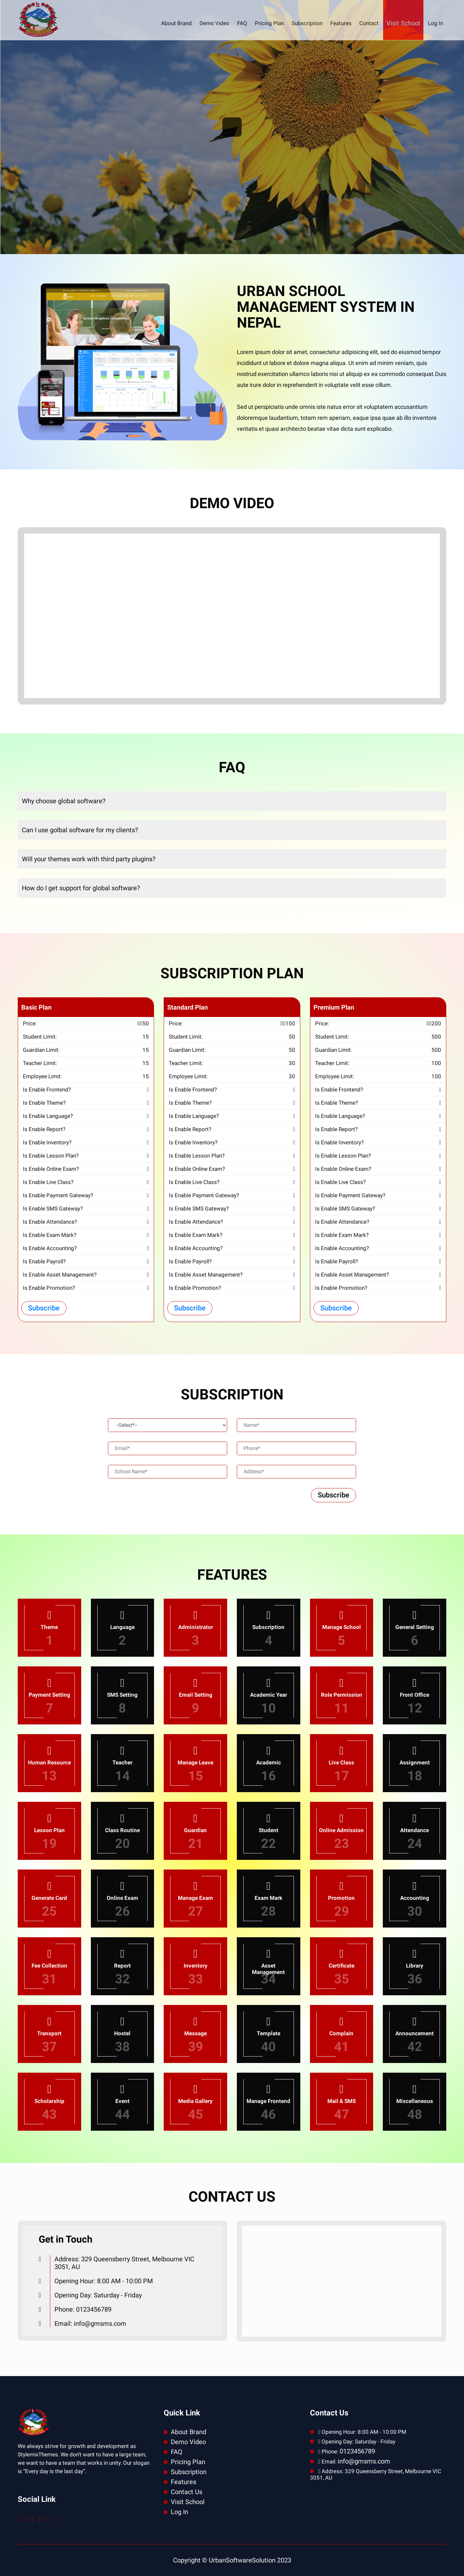 About Brand
Demo Video
FAQ
Pricing Plan
Subscription
Features
Contact
Visit School
Log In
URBAN SCHOOL
MANAGEMENT SYSTEM IN
NEPAL
Lorem ipsum dolor sit amet, consectetur adipisicing elit, sed do eiusmod tempor
incididunt ut labore et dolore magna aliqua. Ut enim ad minim veniam, quis
nostrud exercitation ullamco laboris nisi ut aliquip ex ea commodo consequat.Duis
aute irure dolor in reprehenderit in voluptate velit esse cillum.
Sed ut perspiciatis unde omnis iste natus error sit voluptatem accusantium
doloremque laudantium, totam rem aperiam, eaque ipsa quae ab illo inventore
veritatis et quasi architecto beatae vitae dicta sunt explicabo.
DEMO VIDEO
FAQ
Why choose global software?
Can I use golbal software for my clients?
Will your themes work with third party plugins?
How do I get support for global software?
SUBSCRIPTION PLAN
Basic Plan
Price: 50
Student Limit: 15
Guardian Limit: 15
Teacher Limit: 15
Employee Limit: 15
Is Enable Frontend?
Is Enable Theme?
Is Enable Language?
Is Enable Report?
Is Enable Inventory?
Is Enable Lesson Plan?
Is Enable Online Exam?
Is Enable Live Class?
Is Enable Payment Gateway?
Is Enable SMS Gateway?
Is Enable Attendance?
Is Enable Exam Mark?
Is Enable Accounting?
Is Enable Payroll?
Is Enable Asset Management?
Is Enable Promotion?
Subscribe
Standard Plan
Price: 100
Student Limit: 50
Guardian Limit: 50
Teacher Limit: 30
Employee Limit: 30
Is Enable Frontend?
Is Enable Theme?
Is Enable Language?
Is Enable Report?
Is Enable Inventory?
Is Enable Lesson Plan?
Is Enable Online Exam?
Is Enable Live Class?
Is Enable Payment Gateway?
Is Enable SMS Gateway?
Is Enable Attendance?
Is Enable Exam Mark?
Is Enable Accounting?
Is Enable Payroll?
Is Enable Asset Management?
Is Enable Promotion?
Subscribe
Premium Plan
Price: 200
Student Limit: 500
Guardian Limit: 500
Teacher Limit: 100
Employee Limit: 100
Is Enable Frontend?
Is Enable Theme?
Is Enable Language?
Is Enable Report?
Is Enable Inventory?
Is Enable Lesson Plan?
Is Enable Online Exam?
Is Enable Live Class?
Is Enable Payment Gateway?
Is Enable SMS Gateway?
Is Enable Attendance?
Is Enable Exam Mark?
Is Enable Accounting?
Is Enable Payroll?
Is Enable Asset Management?
Is Enable Promotion?
Subscribe
SUBSCRIPTION
--Select*--
Name*
Email*
Phone*
School Name*
Address*
Subscribe
FEATURES
Theme
1
Language
2
Administrator
3
Subscription
4
Manage School
5
General Setting
6
Payment Setting
7
SMS Setting
8
Email Setting
9
Academic Year
10
Role Permission
11
Front Office
12
Human Resource
13
Teacher
14
Manage Leave
15
Academic
16
Live Class
17
Assignment
18
Lesson Plan
19
Class Routine
20
Guardian
21
Student
22
Online Admission
23
Attendance
24
Generate Card
25
Online Exam
26
Manage Exam
27
Exam Mark
28
Promotion
29
Accounting
30
Fee Collection
31
Report
32
Inventory
33
Asset
Management
34
Certificate
35
Library
36
Transport
37
Hostel
38
Message
39
Template
40
Complain
41
Announcement
42
Scholarship
43
Event
44
Media Gallery
45
Manage Frontend
46
Mail & SMS
47
Miscellaneous
48
CONTACT US
Get in Touch
Address: 329 Queensberry Street, Melbourne VIC
3051, AU
Opening Hour: 8:00 AM - 10:00 PM
Opening Day: Saturday - Friday
Phone: 0123456789
Email: info@gmsms.com
We always strive for growth and development as
StylemixThemes. We don't want to have a large team,
we want to have a team that works in unity. Our slogan
is "Every day is the last day".
Social Link
Quick Link
About Brand
Demo Video
FAQ
Pricing Plan
Subscription
Features
Contact Us
Visit School
Log In
Contact Us
Opening Hour: 8:00 AM - 10:00 PM
Opening Day: Saturday - Friday
Phone: 0123456789
Email: info@gmsms.com
Address: 329 Queensberry Street, Melbourne VIC
3051, AU
Copyright © UrbanSoftwareSolution 2023